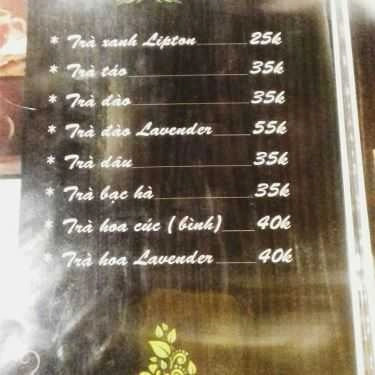 * Trà xanh Lipton 25k
* Trà táo 35k
* Trà đào 35k
* Trà đào Lavender 55k
* Trà dâu 35k
* Trà bạc hà 35k
* Trà hoa cúc (bình) 40k
* Trà hoa Lavender 40k